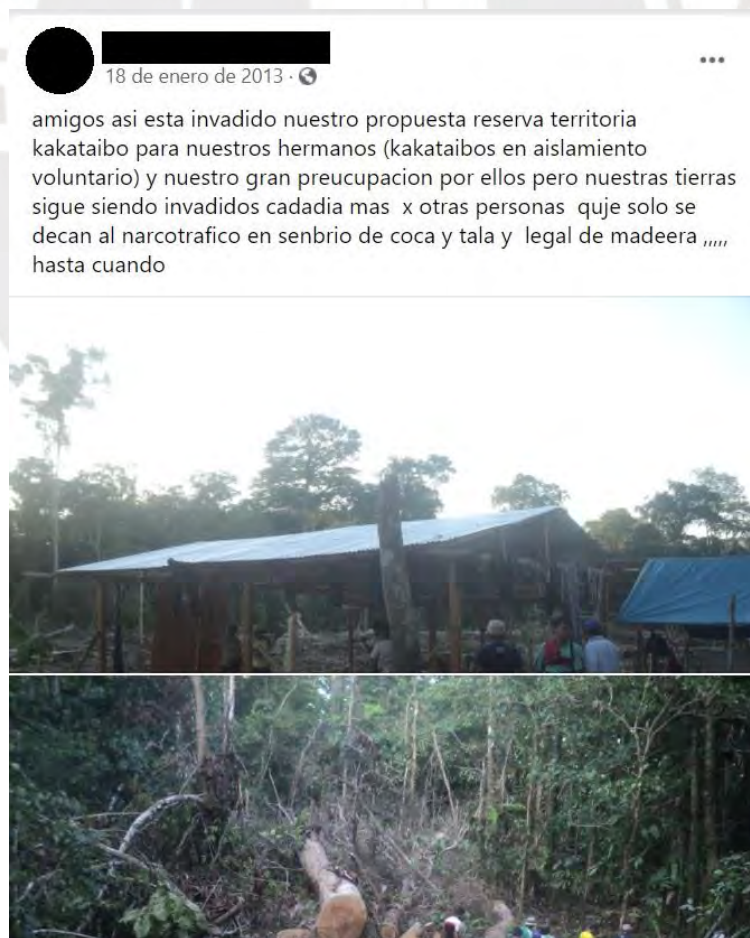 18 de enero de 2013 ·
amigos asi esta invadido nuestro propuesta reserva territoria
kakataibo para nuestros hermanos (kakataibos en aislamiento
voluntario) y nuestro gran preucupacion por ellos pero nuestras tierras
sigue siendo invadidos cadadia mas x otras personas quje solo se
decan al narcotrafico en senbrio de coca y tala y legal de madeera ,,,,,
hasta cuando